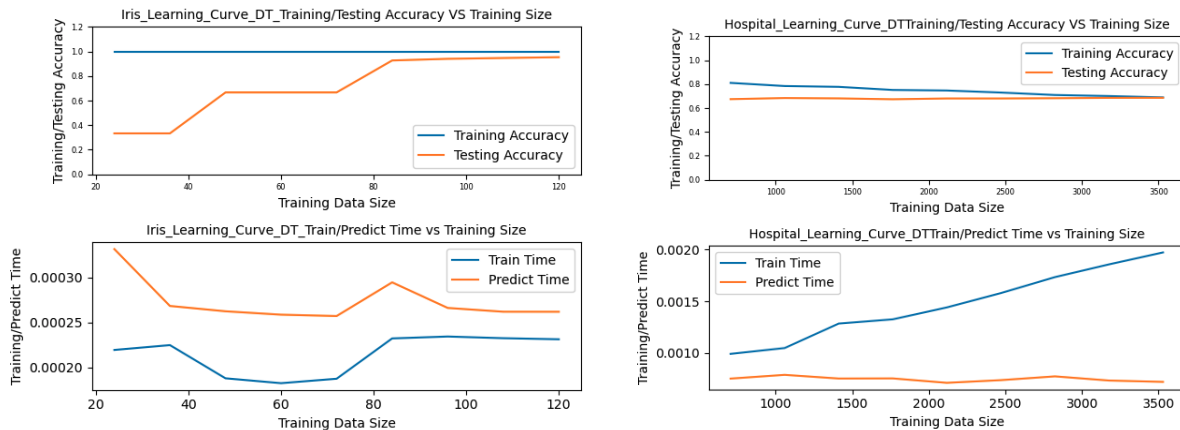 Iris_Learning_Curve_DT_Training/Testing Accuracy VS Training Size
Training/Testing Accuracy
1.2
1.0
0.8
0.6
0.4
0.2
0.0
Training Accuracy
Testing Accuracy
20 40 60 80 100 120
Training Data Size
Hospital_Learning_Curve_DTTraining/Testing Accuracy VS Training Size
Training/Testing Accuracy
1.2
1.0
0.8
0.6
0.4
0.2
0.0
Training Accuracy
Testing Accuracy
1000 1500 2000 2500 3000 3500
Training Data Size
Iris_Learning_Curve_DT_Train/Predict Time vs Training Size
Training/Predict Time
0.00030
0.00025
0.00020
Train Time
Predict Time
20 40 60 80 100 120
Training Data Size
Hospital_Learning_Curve_DTTrain/Predict Time vs Training Size
Training/Predict Time
0.0020
0.0015
0.0010
Train Time
Predict Time
1000 1500 2000 2500 3000 3500
Training Data Size